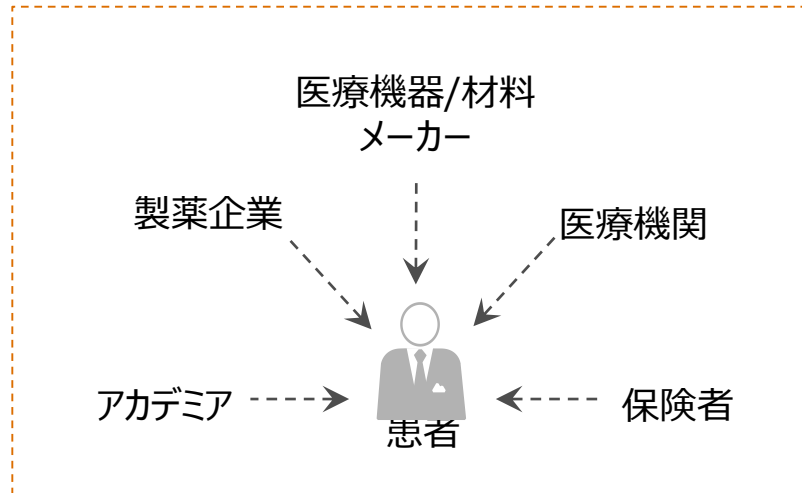 医療機器/材料
メーカー
製薬企業
医療機関
アカデミア
保険者
患者